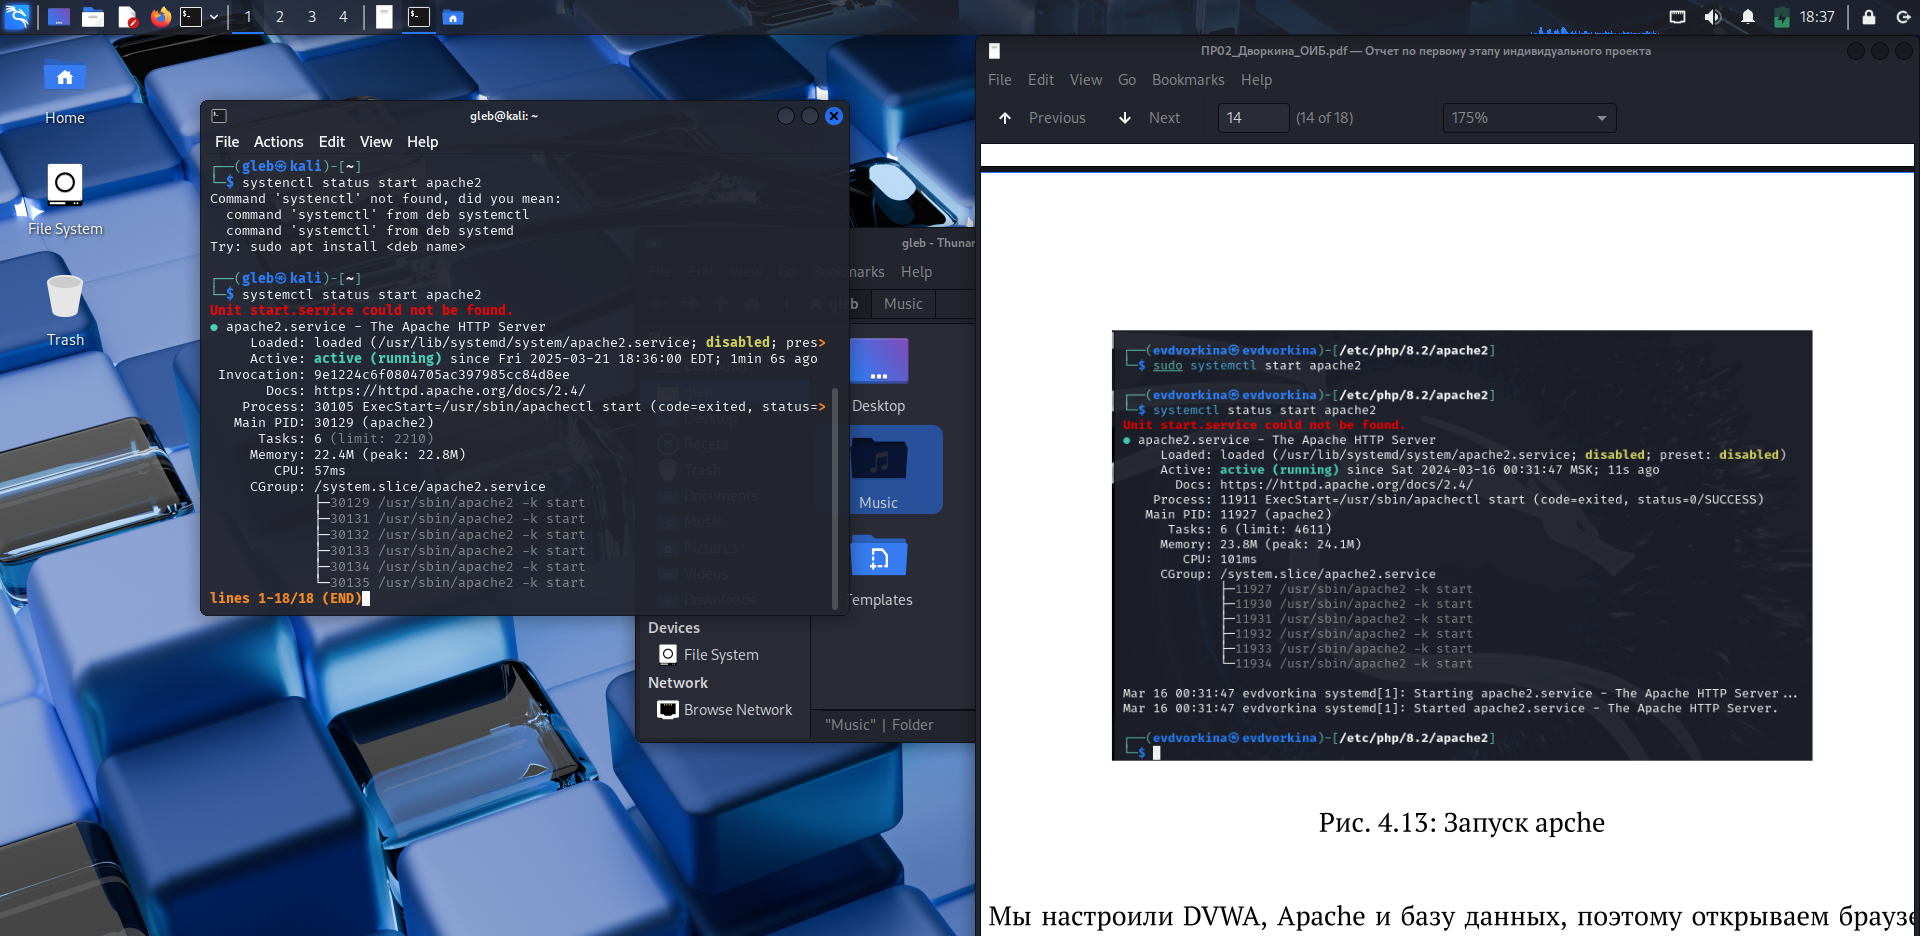 1 2 3 4
18:37
Home
File System
Trash
gleb@kali: ~
File Actions Edit View Help
┌──(gleb㉿kali)-[~]
└─$ systenctl status start apache2
Command 'systenctl' not found, did you mean:
  command 'systemctl' from deb systemctl
  command 'systemctl' from deb systemd
Try: sudo apt install <deb name>
┌──(gleb㉿kali)-[~]
└─$ systemctl status start apache2
Unit start.service could not be found.
● apache2.service - The Apache HTTP Server
     Loaded: loaded (/usr/lib/systemd/system/apache2.service; disabled; pres>
     Active: active (running) since Fri 2025-03-21 18:36:00 EDT; 1min 6s ago
 Invocation: 9e1224c6f0804705ac397985cc84d8ee
       Docs: https://httpd.apache.org/docs/2.4/
    Process: 30105 ExecStart=/usr/sbin/apachectl start (code=exited, status=>
   Main PID: 30129 (apache2)
      Tasks: 6 (limit: 2210)
     Memory: 22.4M (peak: 22.8M)
        CPU: 57ms
     CGroup: /system.slice/apache2.service
             ├─30129 /usr/sbin/apache2 -k start
             ├─30131 /usr/sbin/apache2 -k start
             ├─30132 /usr/sbin/apache2 -k start
             ├─30133 /usr/sbin/apache2 -k start
             ├─30134 /usr/sbin/apache2 -k start
             └─30135 /usr/sbin/apache2 -k start
lines 1-18/18 (END)
gleb - Thunar
File Edit View Go Bookmarks Help
gleb Music
Computer
Desktop
Recent
Trash
Documents
Music
Pictures
Videos
Downloads
Devices
File System
Network
Browse Network
Desktop
Music
Templates
"Music" | Folder
ПР02_Дворкина_ОИБ.pdf — Отчет по первому этапу индивидуального проекта
File Edit View Go Bookmarks Help
Previous Next 14 (14 of 18) 175%
┌──(evdvorkina㉿evdvorkina)-[/etc/php/8.2/apache2]
└─$ sudo systemctl start apache2
┌──(evdvorkina㉿evdvorkina)-[/etc/php/8.2/apache2]
└─$ systemctl status start apache2
Unit start.service could not be found.
● apache2.service - The Apache HTTP Server
     Loaded: loaded (/usr/lib/systemd/system/apache2.service; disabled; preset: disabled)
     Active: active (running) since Sat 2024-03-16 00:31:47 MSK; 11s ago
       Docs: https://httpd.apache.org/docs/2.4/
    Process: 11911 ExecStart=/usr/sbin/apachectl start (code=exited, status=0/SUCCESS)
   Main PID: 11927 (apache2)
      Tasks: 6 (limit: 4611)
     Memory: 23.8M (peak: 24.1M)
        CPU: 101ms
     CGroup: /system.slice/apache2.service
             ├─11927 /usr/sbin/apache2 -k start
             ├─11930 /usr/sbin/apache2 -k start
             ├─11931 /usr/sbin/apache2 -k start
             ├─11932 /usr/sbin/apache2 -k start
             ├─11933 /usr/sbin/apache2 -k start
             └─11934 /usr/sbin/apache2 -k start
Mar 16 00:31:47 evdvorkina systemd[1]: Starting apache2.service - The Apache HTTP Server...
Mar 16 00:31:47 evdvorkina systemd[1]: Started apache2.service - The Apache HTTP Server.
┌──(evdvorkina㉿evdvorkina)-[/etc/php/8.2/apache2]
└─$
Рис. 4.13: Запуск apche
Мы настроили DVWA, Apache и базу данных, поэтому открываем браузе